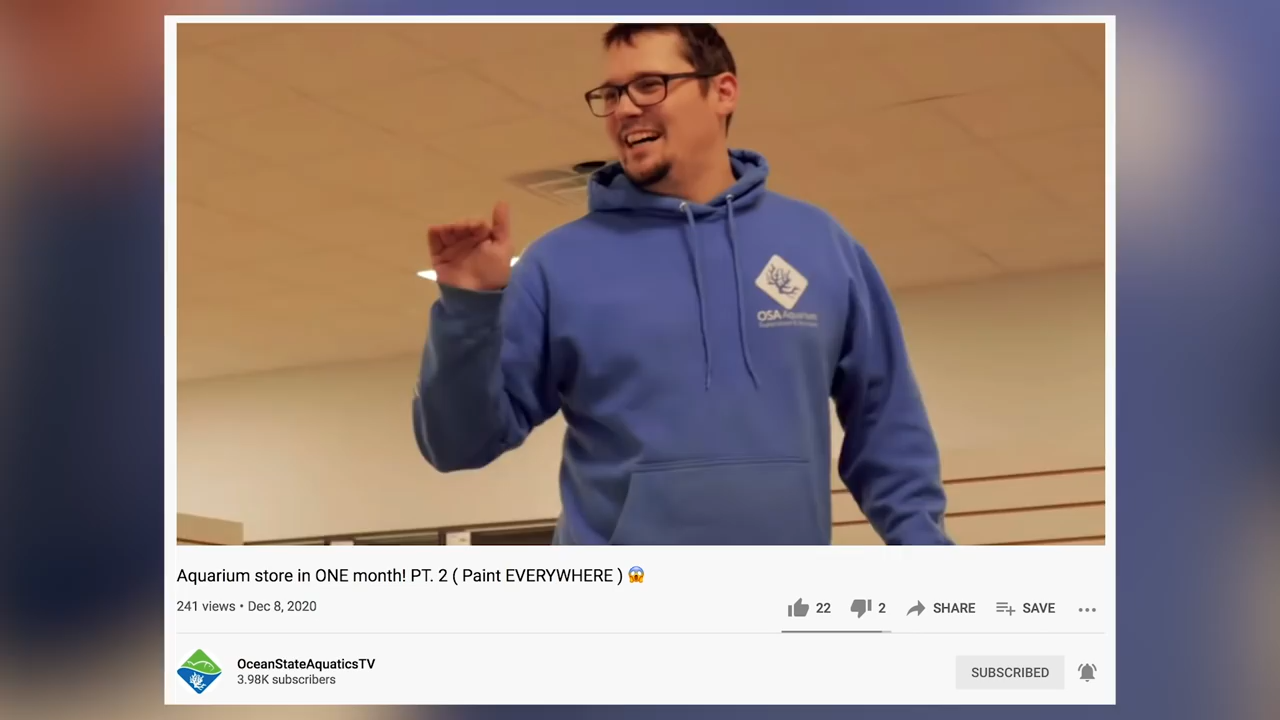 OSA Aquarium
Aquarium store in ONE month! PT. 2 ( Paint EVERYWHERE ) 😱
241 views • Dec 8, 2020
22
2
SHARE
SAVE
OceanStateAquaticsTV
3.98K subscribers
SUBSCRIBED